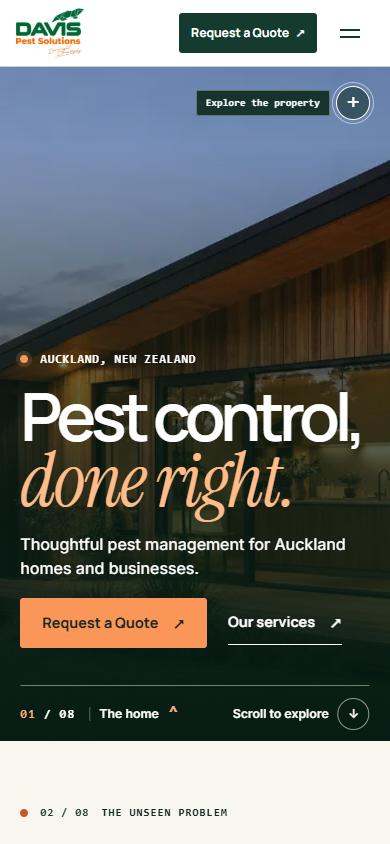 DAVIS
Pest Solutions
Request a Quote ↗
Explore the property +
AUCKLAND, NEW ZEALAND
Pest control,
done right.
Thoughtful pest management for Auckland
homes and businesses.
Request a Quote ↗ Our services ↗
01 / 08 The home ^ Scroll to explore ↓
02 / 08 THE UNSEEN PROBLEM